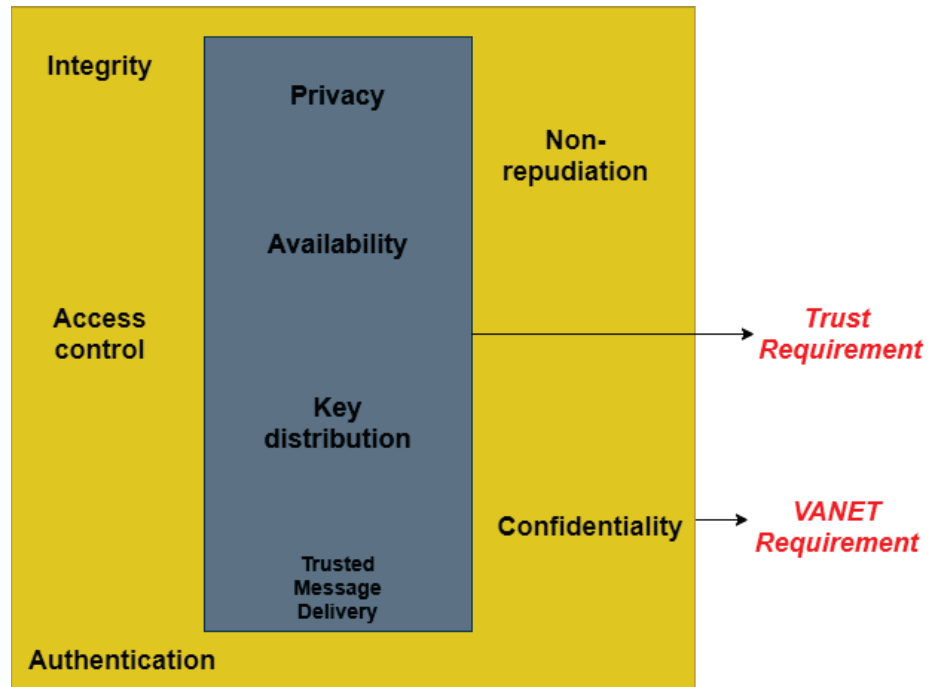 Integrity
Privacy
Non-
repudiation
Availability
Access
control
Trust
Requirement
Key
distribution
Confidentiality
VANET
Requirement
Trusted
Message
Delivery
Authentication